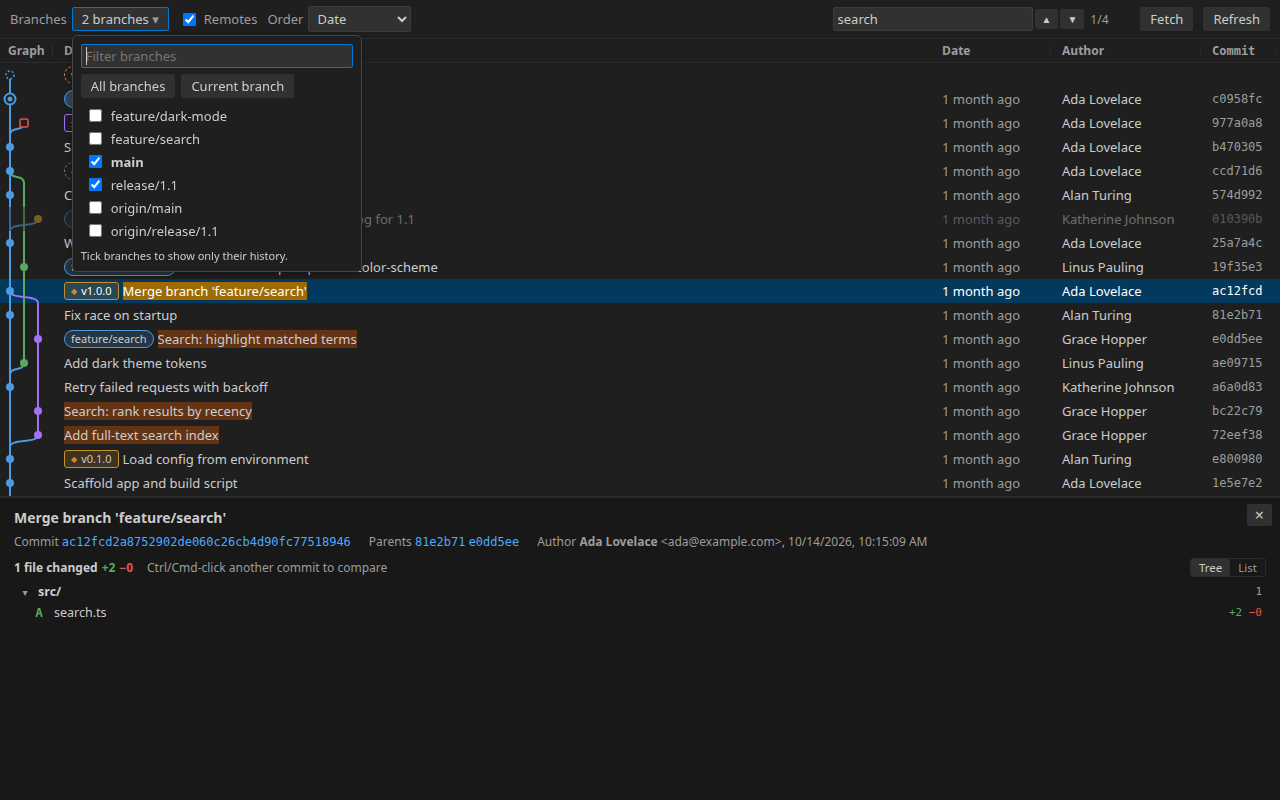 Branches 2 branches ▾ Remotes Order Date search ▲ ▼ 1/4 Fetch Refresh
Graph D Date Author Commit
Filter branches
All branches Current branch
feature/dark-mode
feature/search
main
release/1.1
origin/main
origin/release/1.1
Tick branches to show only their history.
1 month ago Ada Lovelace c0958fc
1 month ago Ada Lovelace 977a0a8
S 1 month ago Ada Lovelace b470305
1 month ago Ada Lovelace ccd71d6
C 1 month ago Alan Turing 574d992
for 1.1 1 month ago Katherine Johnson 010390b
W 1 month ago Ada Lovelace 25a7a4c
color-scheme 1 month ago Linus Pauling 19f35e3
◆ v1.0.0 Merge branch 'feature/search' 1 month ago Ada Lovelace ac12fcd
Fix race on startup 1 month ago Alan Turing 81e2b71
feature/search Search: highlight matched terms 1 month ago Grace Hopper e0dd5ee
Add dark theme tokens 1 month ago Linus Pauling ae09715
Retry failed requests with backoff 1 month ago Katherine Johnson a6a0d83
Search: rank results by recency 1 month ago Grace Hopper bc22c79
Add full-text search index 1 month ago Grace Hopper 72eef38
◆ v0.1.0 Load config from environment 1 month ago Alan Turing e800980
Scaffold app and build script 1 month ago Ada Lovelace 1e5e7e2
Merge branch 'feature/search' ✕
Commit ac12fcd2a8752902de060c26cb4d90fc77518946 Parents 81e2b71 e0dd5ee Author Ada Lovelace <ada@example.com>, 10/14/2026, 10:15:09 AM
1 file changed +2 −0 Ctrl/Cmd-click another commit to compare Tree List
▾ src/ 1
A search.ts +2 −0